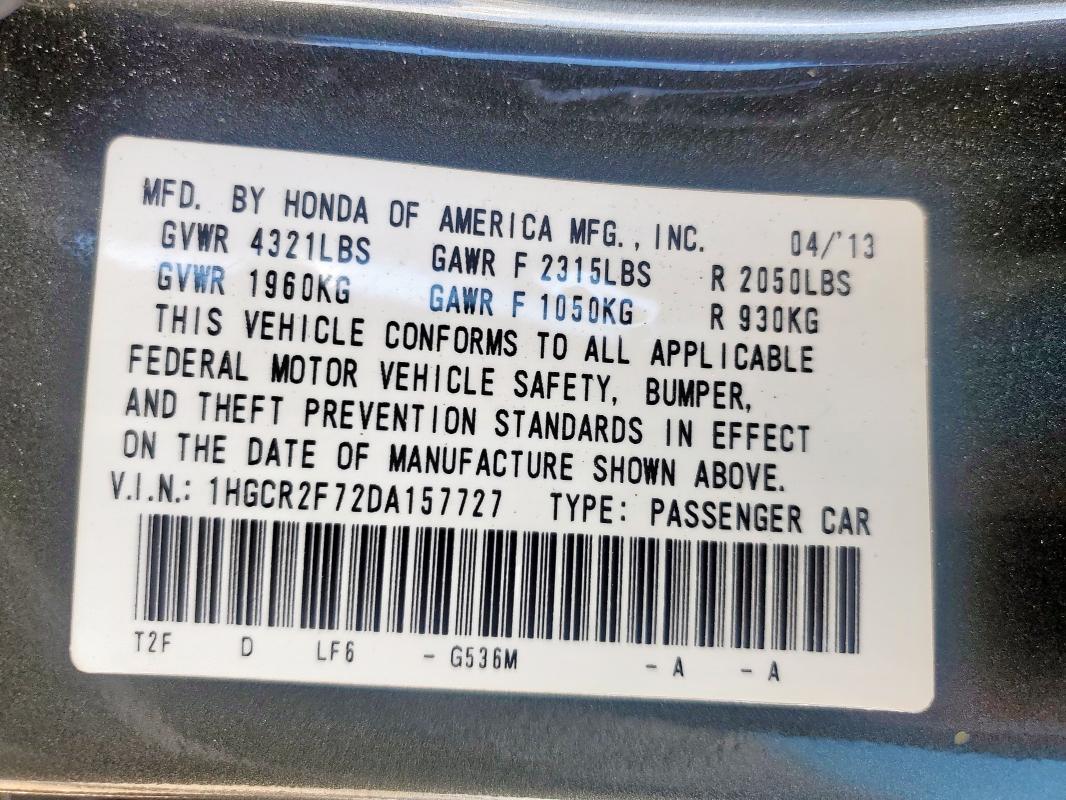 MFD. BY HONDA OF AMERICA MFG., INC. 04/'13
GVWR 4321LBS GAWR F 2315LBS R 2050LBS
GVWR 1960KG GAWR F 1050KG R 930KG
THIS VEHICLE CONFORMS TO ALL APPLICABLE
FEDERAL MOTOR VEHICLE SAFETY, BUMPER,
AND THEFT PREVENTION STANDARDS IN EFFECT
ON THE DATE OF MANUFACTURE SHOWN ABOVE.
V.I.N.: 1HGCR2F72DA157727 TYPE: PASSENGER CAR
T2F D LF6 - G536M - A - A